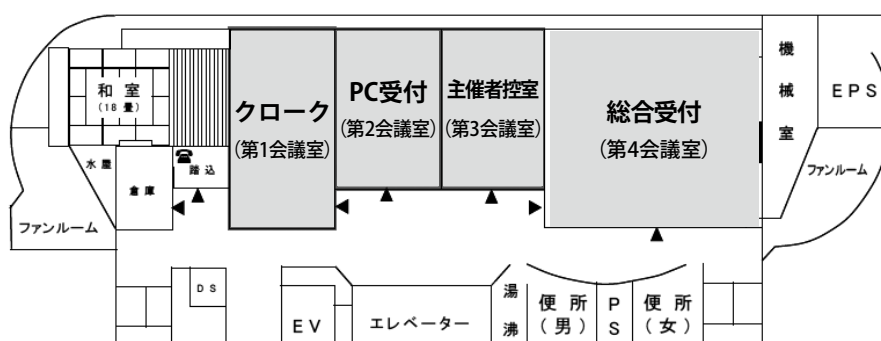 和室
(18畳)
水屋
倉庫
踏込
ファンルーム
クローク
(第1会議室)
PC受付
(第2会議室)
主催者控室
(第3会議室)
総合受付
(第4会議室)
機械室
EPS
ファンルーム
DS
EV
エレベーター
湯沸
便所
(男)
PS
便所
(女)